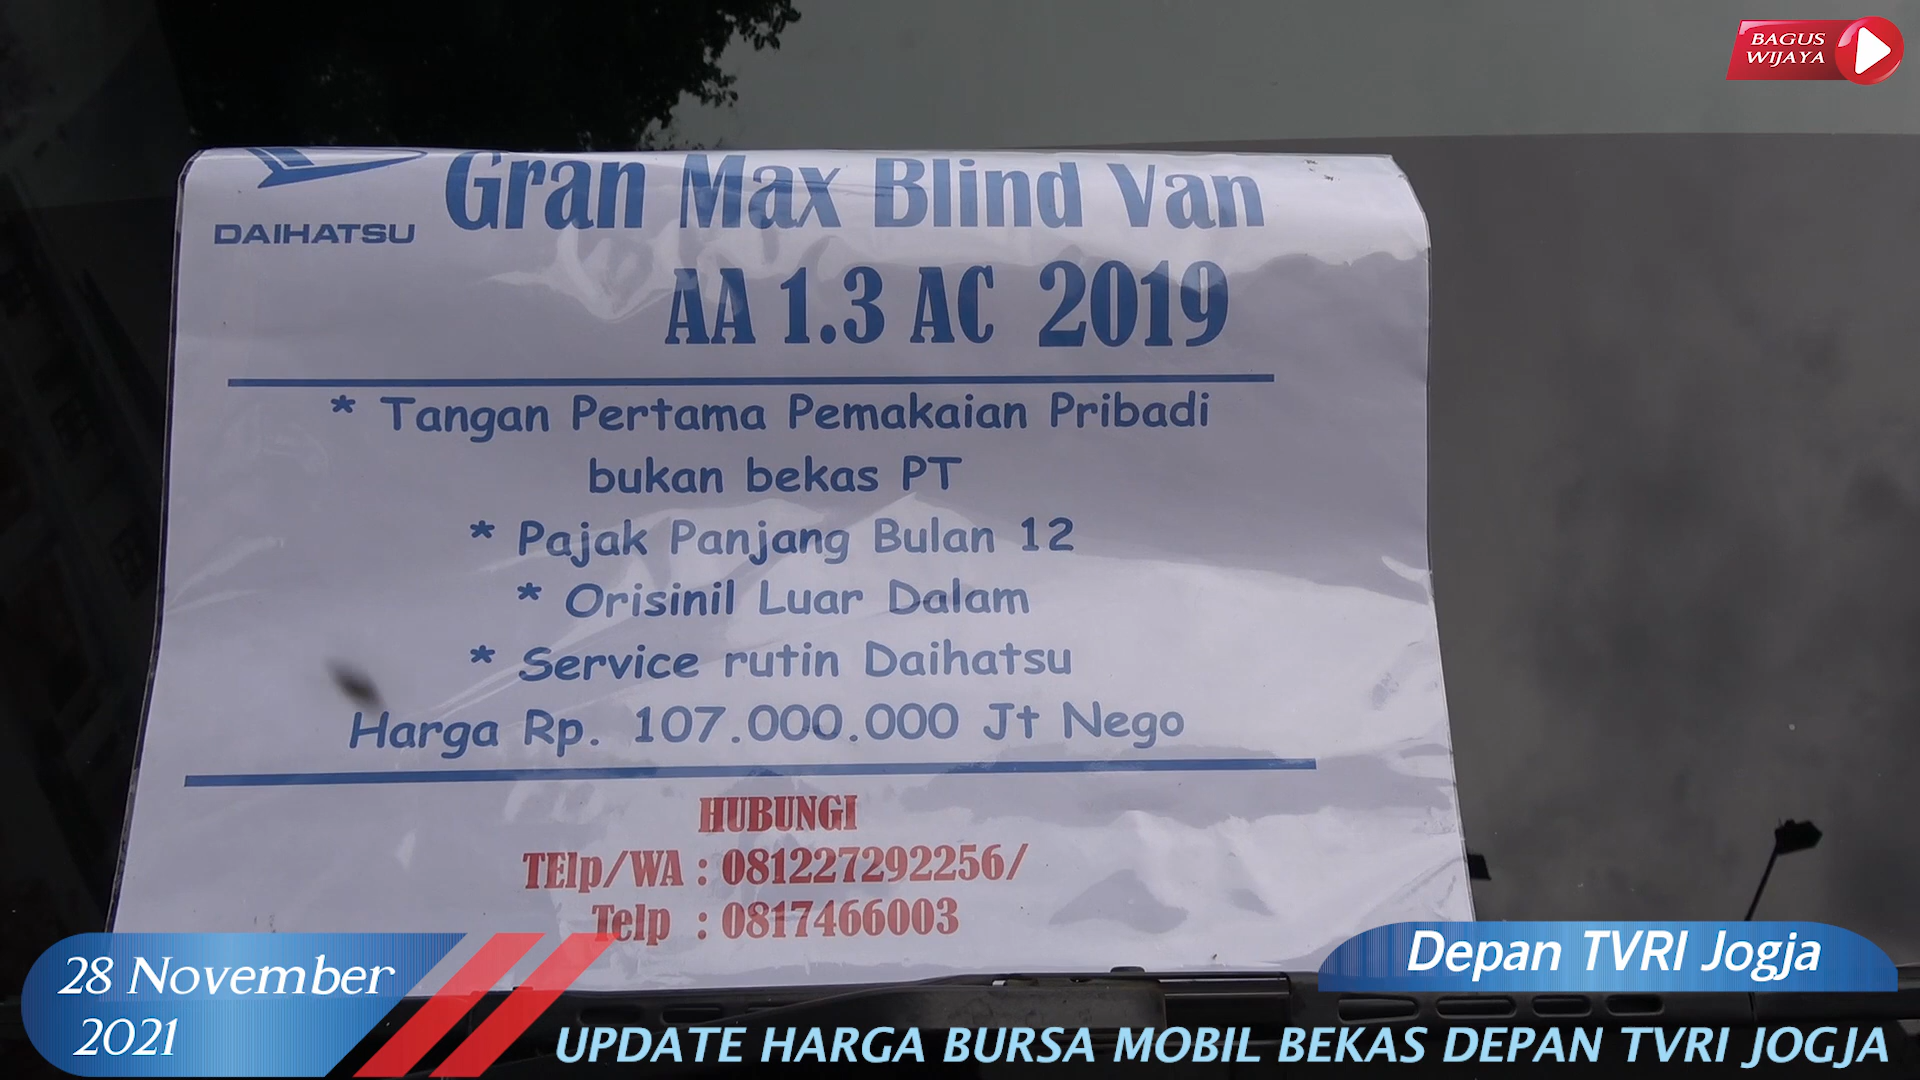 BAGUS
WIJAYA
Gran Max Blind Van
DAIHATSU
AA 1.3 AC 2019
* Tangan Pertama Pemakaian Pribadi
bukan bekas PT
* Pajak Panjang Bulan 12
* Orisinil Luar Dalam
* Service rutin Daihatsu
Harga Rp. 107.000.000 Jt Nego
HUBUNGI
TElp/WA : 081227292256/
Telp : 0817466003
Depan TVRI Jogja
28 November
2021
UPDATE HARGA BURSA MOBIL BEKAS DEPAN TVRI JOGJA